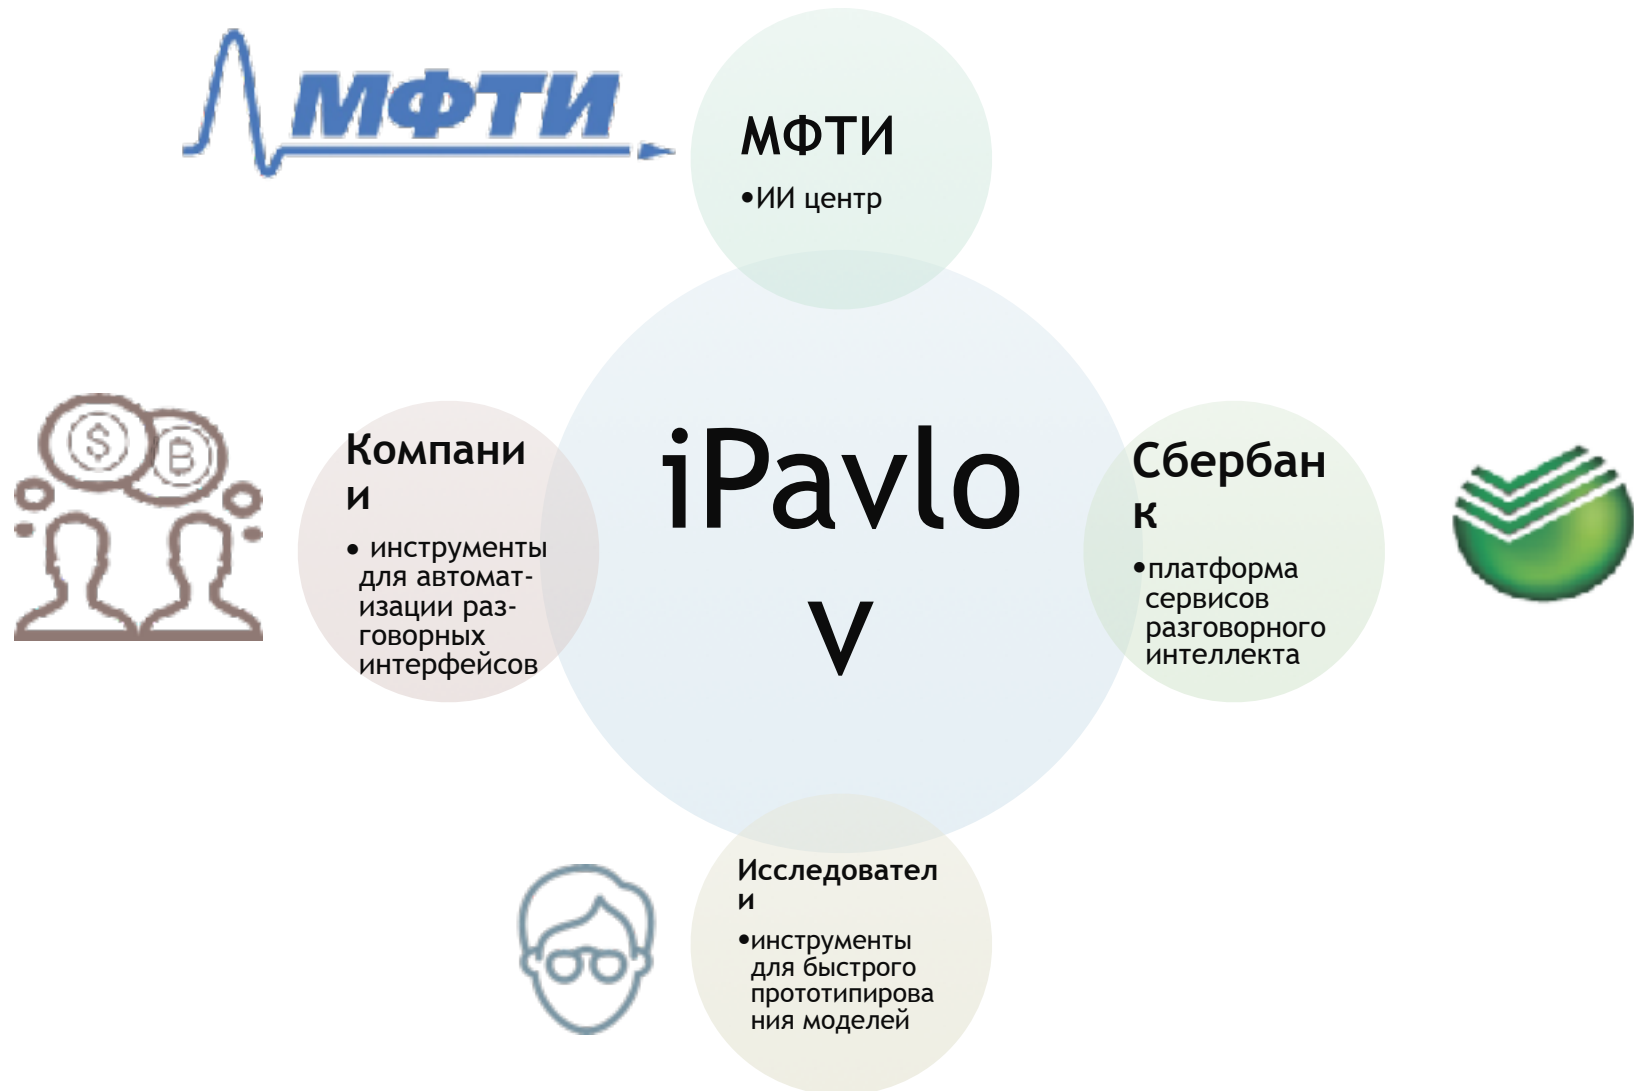 МФТИ
МФТИ
•ИИ центр
Компани
и
• инструменты
для автомат-
изации раз-
говорных
интерфейсов
iPavlo
v
Сбербан
к
•платформа
сервисов
разговорного
интеллекта
$ B
Исследовател
и
•инструменты
для быстрого
прототипирова
ния моделей